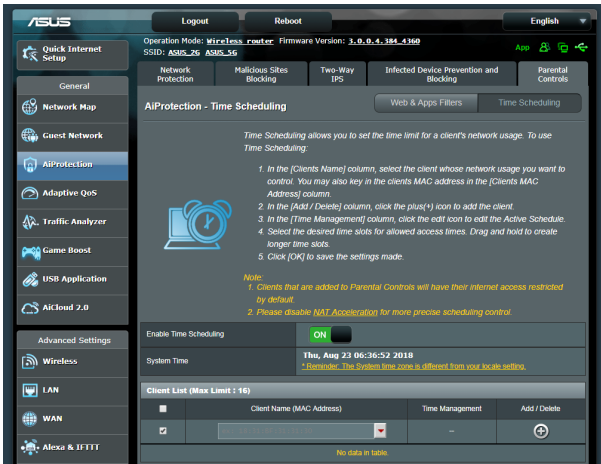 ASUS
Logout
Reboot
English
Quick Internet
Setup
General
Network Map
Guest Network
AiProtection
Adaptive QoS
Traffic Analyzer
Game Boost
USB Application
AiCloud 2.0
Advanced Settings
Wireless
LAN
WAN
Alexa & IFTTT
Operation Mode: Wireless router Firmware Version: 3.0.0.4.384_4360
SSID: ASUS_2G ASUS_5G
App
Network
Protection
Malicious Sites
Blocking
Two-Way
IPS
Infected Device Prevention and
Blocking
Parental
Controls
AiProtection - Time Scheduling
Web & Apps Filters
Time Scheduling
Time Scheduling allows you to set the time limit for a client's network usage. To use
Time Scheduling:
1. In the [Clients Name] column, select the client whose network usage you want to
control. You may also key in the clients MAC address in the [Clients MAC
Address] column.
2. In the [Add / Delete] column, click the plus(+) icon to add the client.
3. In the [Time Management] column, click the edit icon to edit the Active Schedule.
4. Select the desired time slots for allowed access times. Drag and hold to create
longer time slots.
5. Click [OK] to save the settings made.
Note:
1. Clients that are added to Parental Controls will have their internet access restricted
by default.
2. Please disable NAT Acceleration for more precise scheduling control.
Enable Time Scheduling
ON
System Time
Thu, Aug 23 06:36:52 2018
* Reminder: The System time zone is different from your locale setting.
Client List (Max Limit : 16)
Client Name (MAC Address)
Time Management
Add / Delete
--
No data in table.